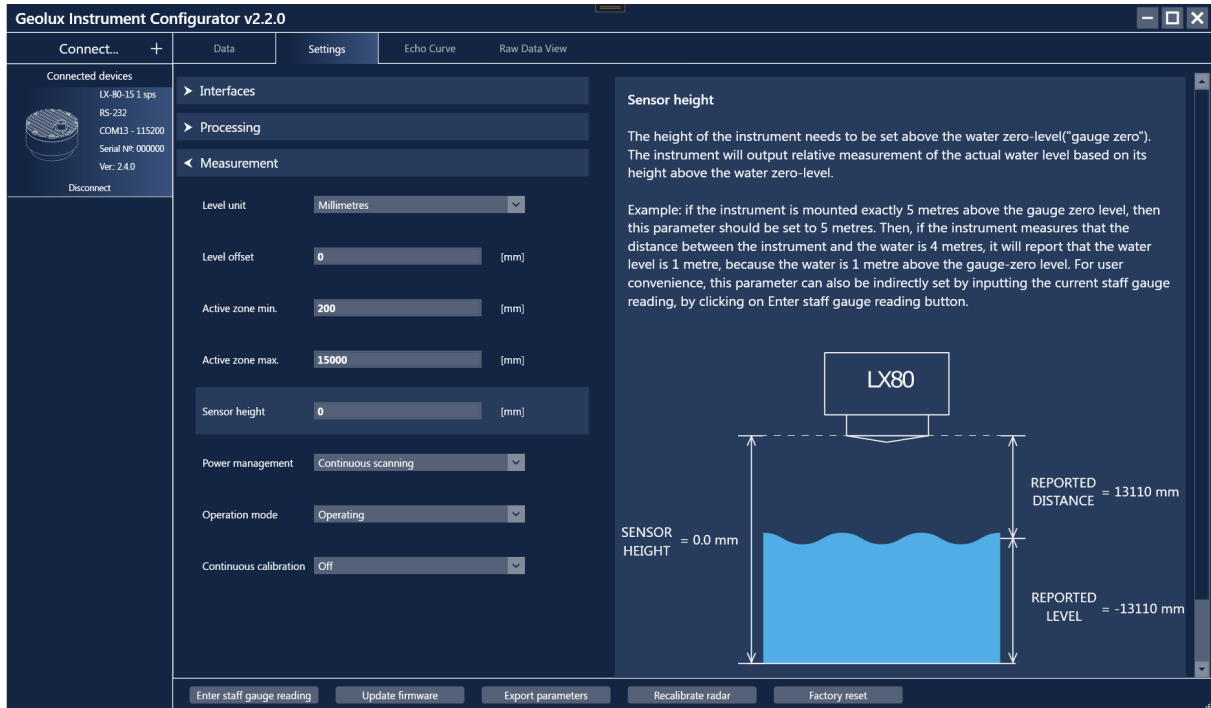 Geolux Instrument Configurator v2.2.0
Connect... +
Data
Settings
Echo Curve
Raw Data View
Connected devices
LX-80-15 1 sps
RS-232
COM13 - 115200
Serial №: 000000
Ver.: 2.4.0
Disconnect
Interfaces
Processing
Measurement
Level unit
Millimetres
Level offset
0
[mm]
Active zone min.
200
[mm]
Active zone max.
15000
[mm]
Sensor height
0
[mm]
Power management
Continuous scanning
Operation mode
Operating
Continuous calibration
Off
Sensor height
The height of the instrument needs to be set above the water zero-level("gauge zero").
The instrument will output relative measurement of the actual water level based on its
height above the water zero-level.
Example: if the instrument is mounted exactly 5 metres above the gauge zero level, then
this parameter should be set to 5 metres. Then, if the instrument measures that the
distance between the instrument and the water is 4 metres, it will report that the water
level is 1 metre, because the water is 1 metre above the gauge-zero level. For user
convenience, this parameter can also be indirectly set by inputting the current staff gauge
reading, by clicking on Enter staff gauge reading button.
LX80
REPORTED
DISTANCE
= 13110 mm
SENSOR
HEIGHT
= 0.0 mm
REPORTED
LEVEL
= -13110 mm
Enter staff gauge reading
Update firmware
Export parameters
Recalibrate radar
Factory reset